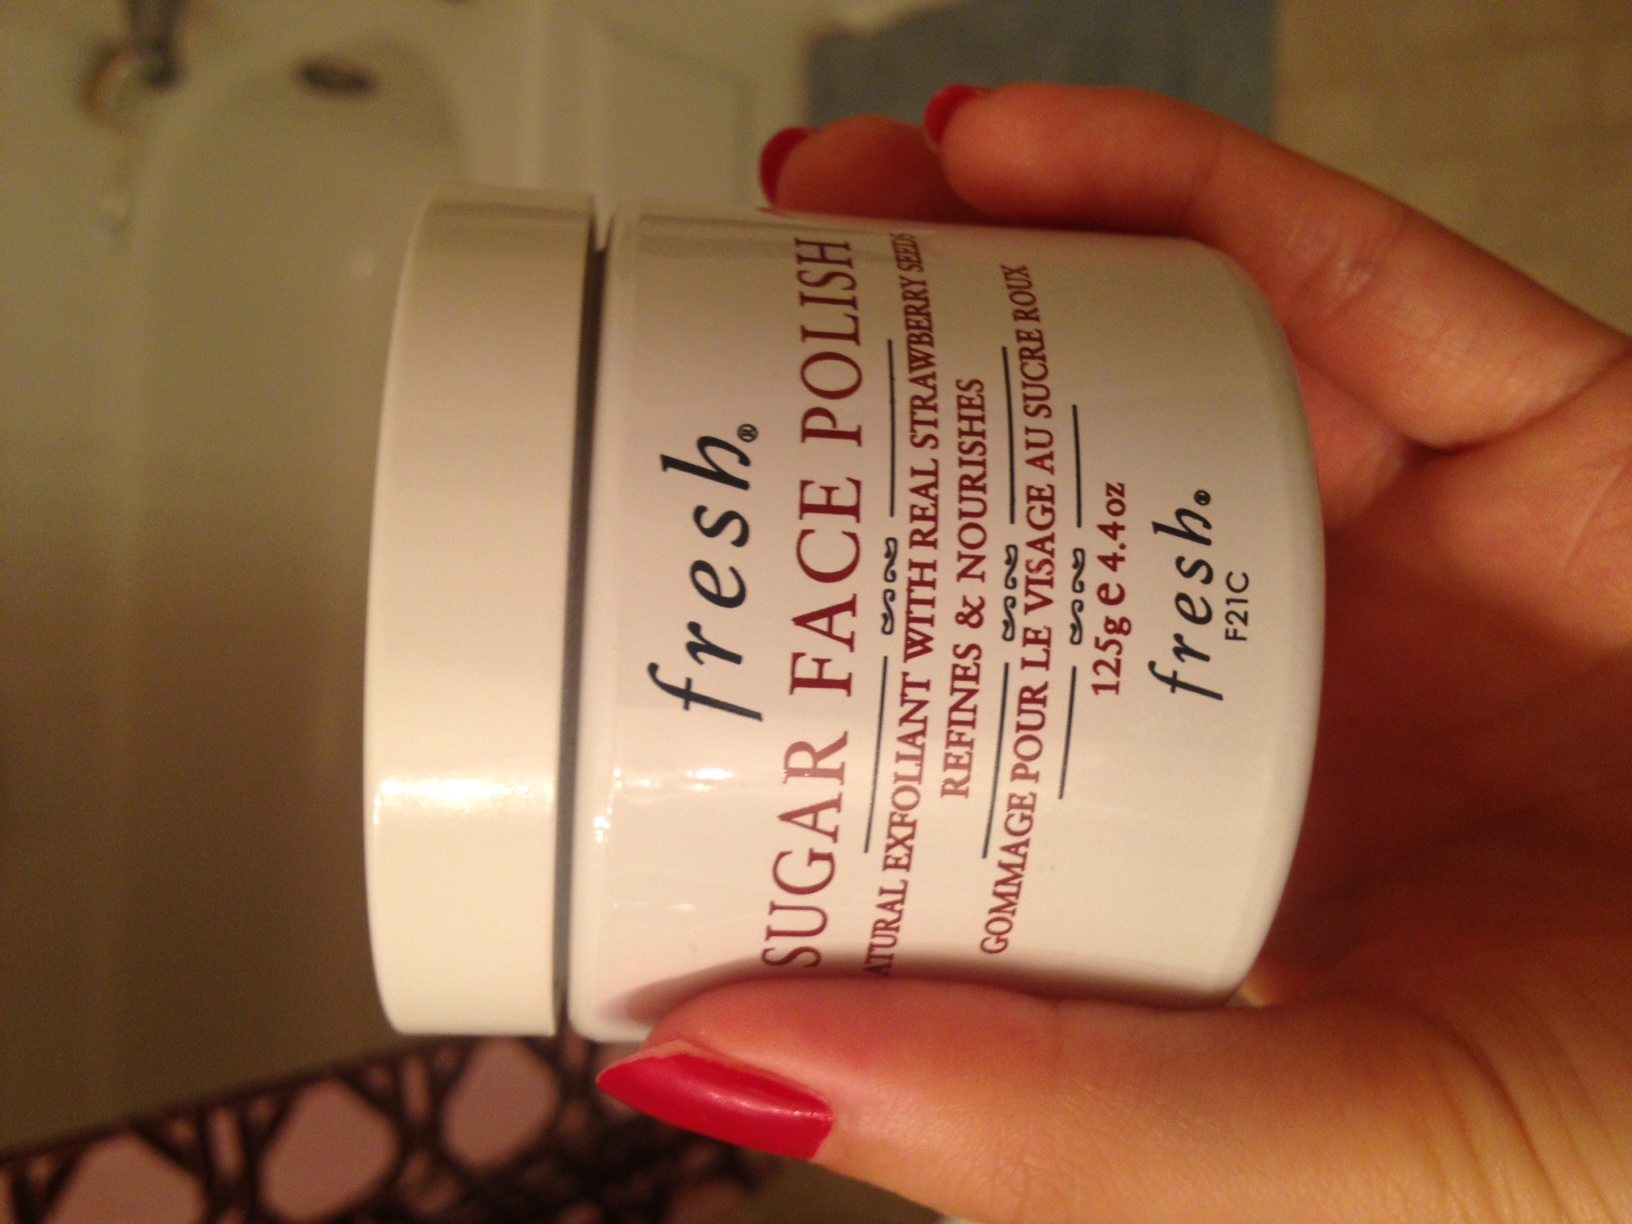 fresh®
SUGAR FACE POLISH
ATURAL EXFOLIANT WITH REAL STRAWBERRY SEEDS
REFINES & NOURISHES
GOMMAGE POUR LE VISAGE AU SUCRE ROUX
125g e 4.4 oz
fresh®
F21C